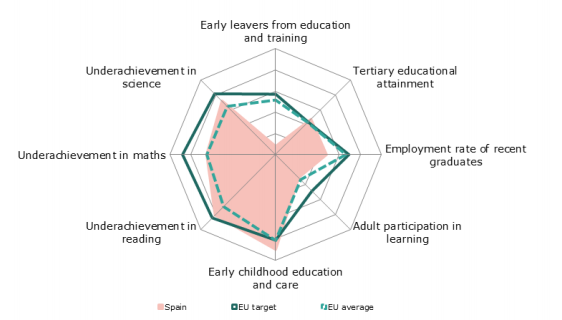 Early leavers from education
and training
Underachievement in
science
Tertiary educational
attainment
Underachievement in maths
Employment rate of recent
graduates
Underachievement in
reading
Adult participation in
learning
Early childhood education
and care
Spain
EU target
EU average